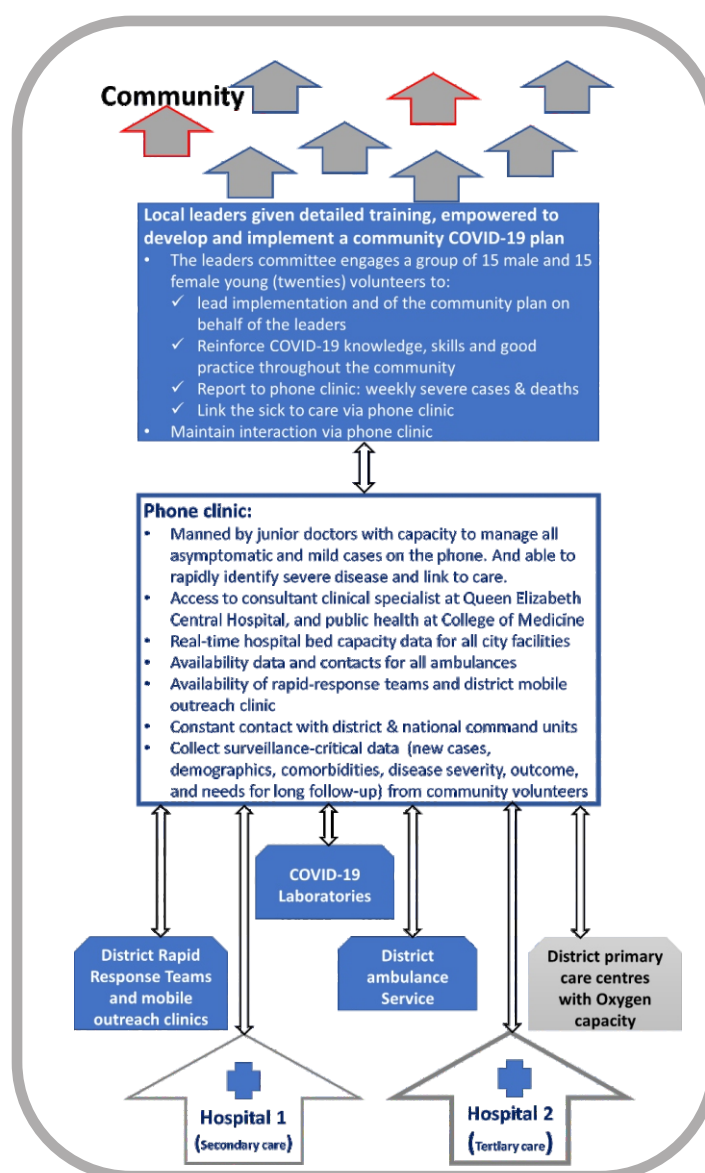 Community
Local leaders given detailed training, empowered to
develop and implement a community COVID-19 plan
• The leaders committee engages a group of 15 male and 15
female young (twenties) volunteers to:
✓ lead implementation and of the community plan on
behalf of the leaders
✓ Reinforce COVID-19 knowledge, skills and good
practice throughout the community
✓ Report to phone clinic: weekly severe cases & deaths
✓ Link the sick to care via phone clinic
• Maintain interaction via phone clinic
Phone clinic:
• Manned by junior doctors with capacity to manage all
asymptomatic and mild cases on the phone. And able to
rapidly identify severe disease and link to care.
• Access to consultant clinical specialist at Queen Elizabeth
Central Hospital, and public health at College of Medicine
• Real-time hospital bed capacity data for all city facilities
• Availability data and contacts for all ambulances
• Availability of rapid-response teams and district mobile
outreach clinic
• Constant contact with district & national command units
• Collect surveillance-critical data (new cases,
demographics, comorbidities, disease severity, outcome,
and needs for long follow-up) from community volunteers
COVID-19
Laboratories
District Rapid
Response Teams
and mobile
outreach clinics
District
ambulance
Service
District primary
care centres
with Oxygen
capacity
Hospital 1
(Secondary care)
Hospital 2
(Tertiary care)